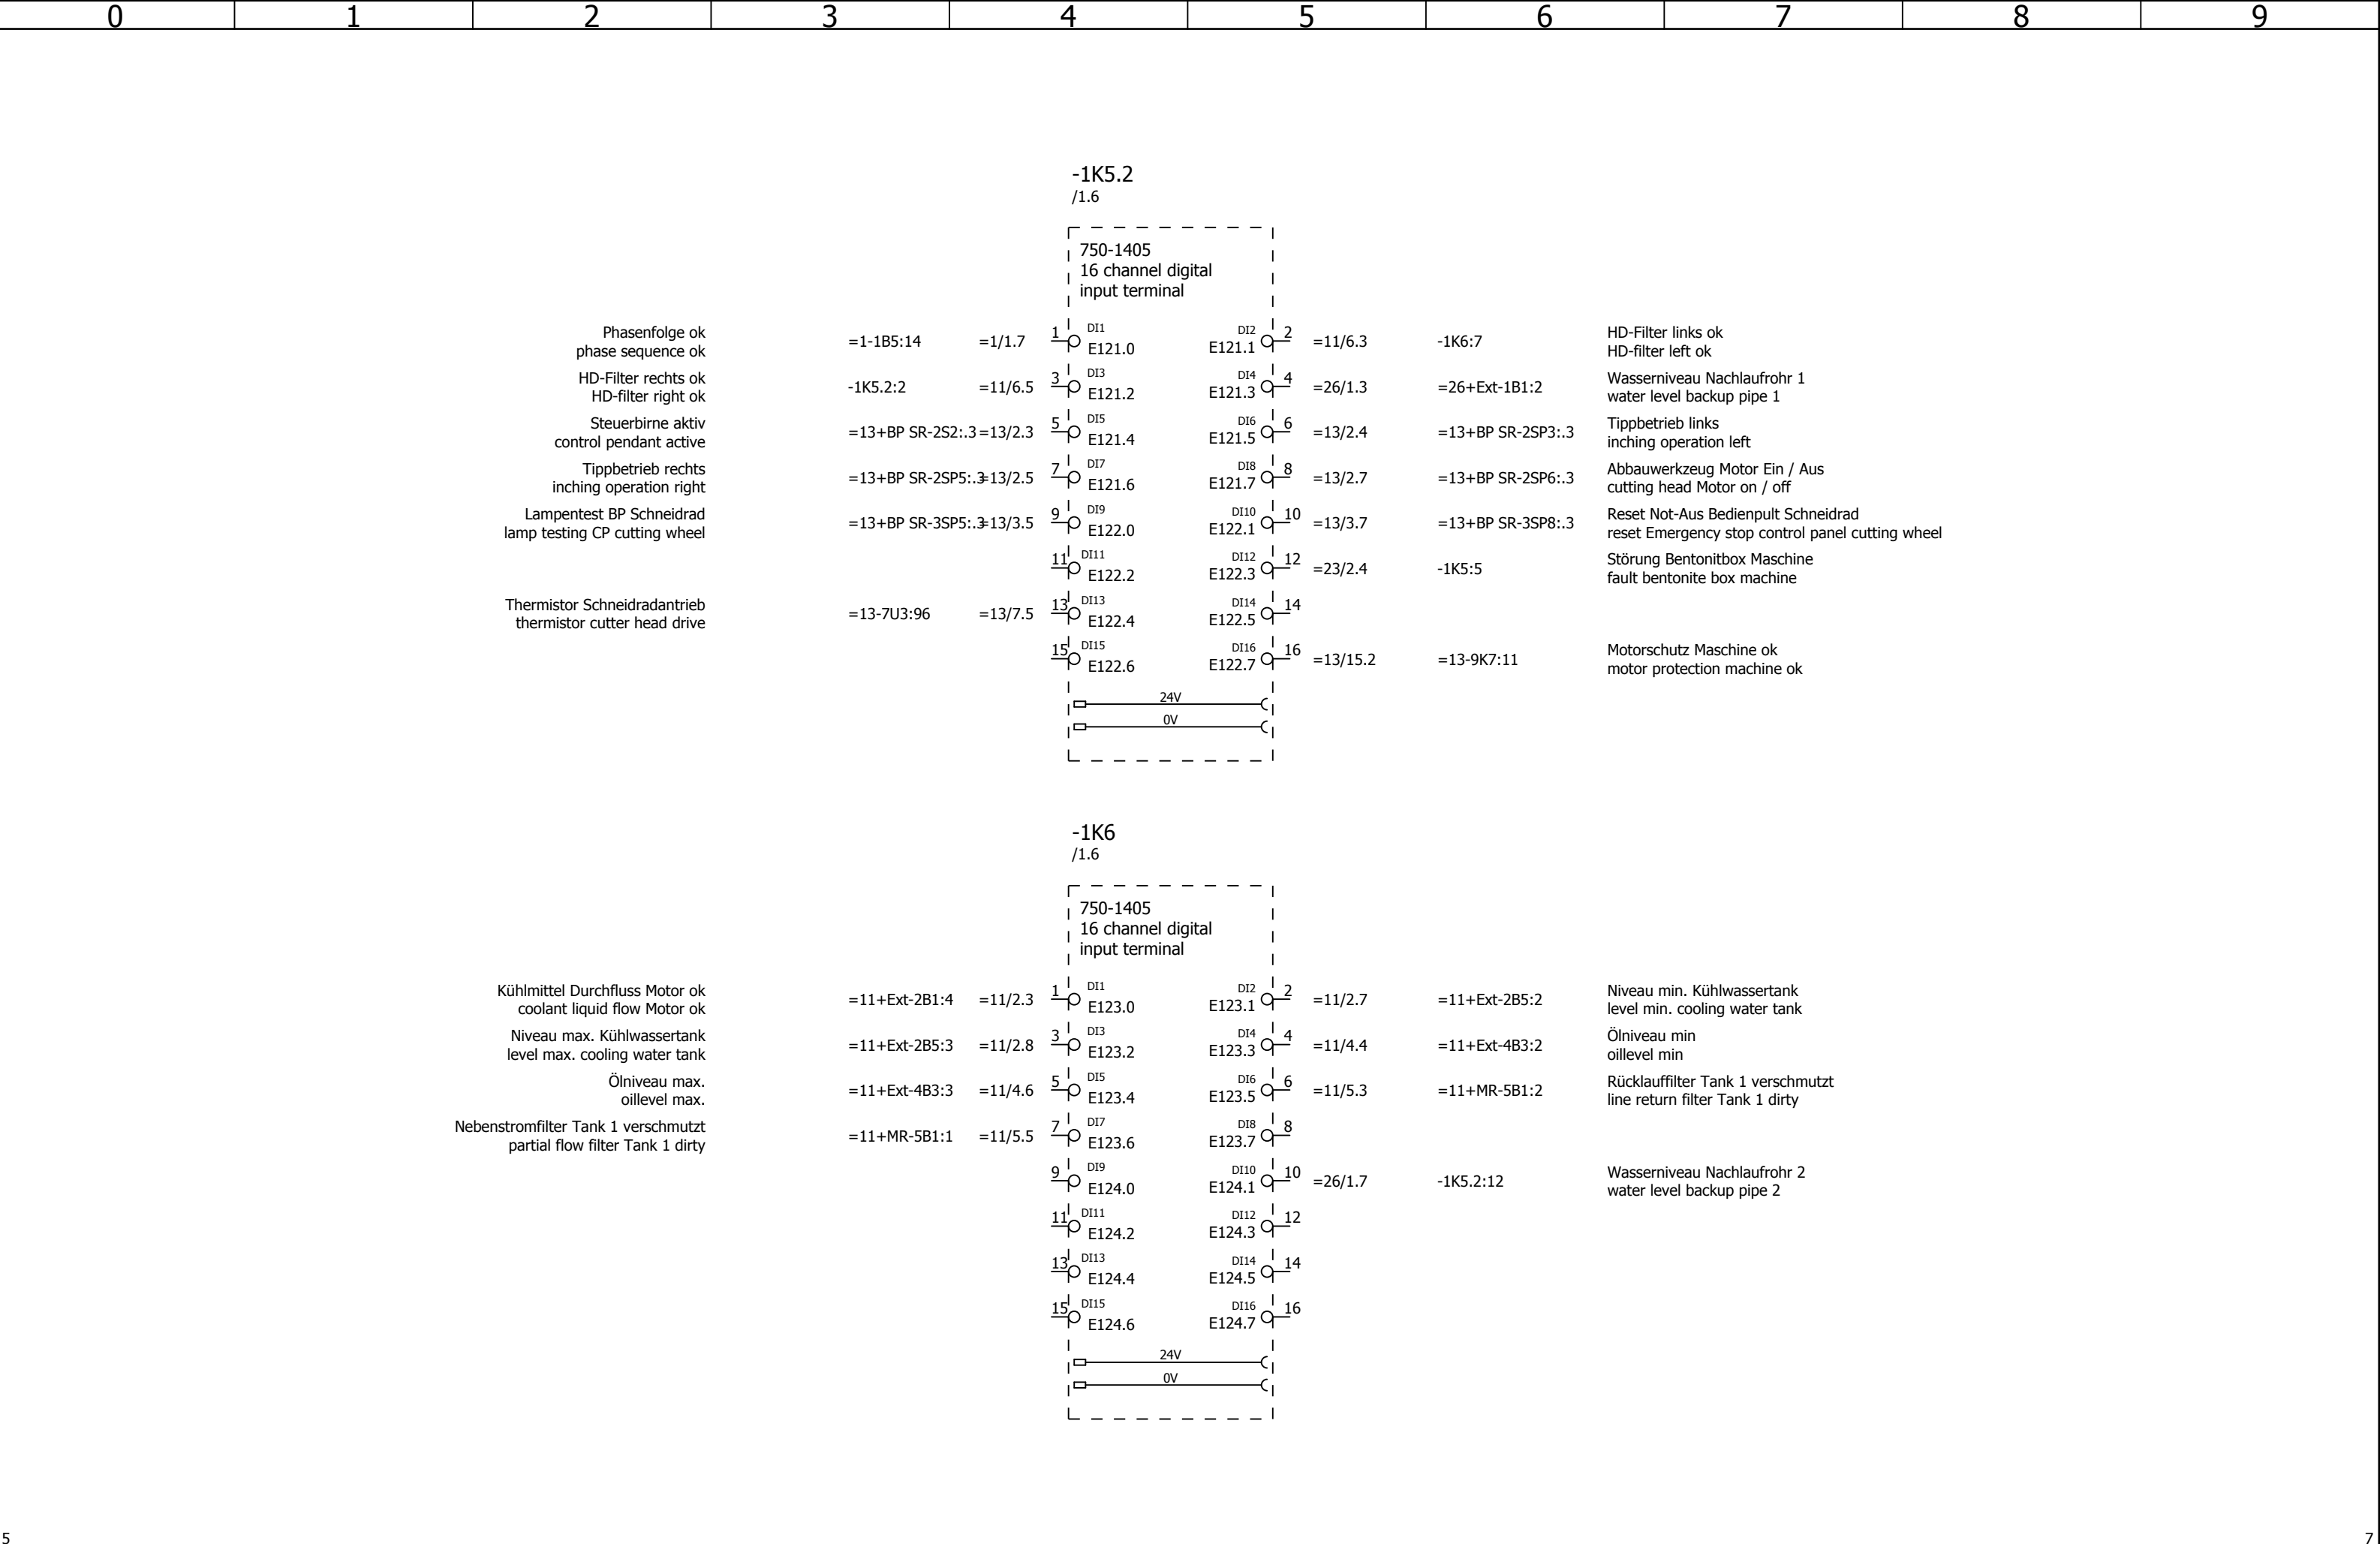 0 1 2 3 4 5 6 7 8 9
-1K5.2
/1.6
750-1405
16 channel digital
input terminal
Phasenfolge ok
phase sequence ok
=1-1B5:14 =1/1.7 1 DI1 E121.0
DI2 E121.1 2 =11/6.3 -1K6:7
HD-Filter links ok
HD-filter left ok
HD-Filter rechts ok
HD-filter right ok
-1K5.2:2 =11/6.5 3 DI3 E121.2
DI4 E121.3 4 =26/1.3 =26+Ext-1B1:2
Wasserniveau Nachlaufrohr 1
water level backup pipe 1
Steuerbirne aktiv
control pendant active
=13+BP SR-2S2:.3 =13/2.3 5 DI5 E121.4
DI6 E121.5 6 =13/2.4 =13+BP SR-2SP3:.3
Tippbetrieb links
inching operation left
Tippbetrieb rechts
inching operation right
=13+BP SR-2SP5:.3 =13/2.5 7 DI7 E121.6
DI8 E121.7 8 =13/2.7 =13+BP SR-2SP6:.3
Abbauwerkzeug Motor Ein / Aus
cutting head Motor on / off
Lampentest BP Schneidrad
lamp testing CP cutting wheel
=13+BP SR-3SP5:.3 =13/3.5 9 DI9 E122.0
DI10 E122.1 10 =13/3.7 =13+BP SR-3SP8:.3
Reset Not-Aus Bedienpult Schneidrad
reset Emergency stop control panel cutting wheel
11 DI11 E122.2
DI12 E122.3 12 =23/2.4 -1K5:5
Störung Bentonitbox Maschine
fault bentonite box machine
Thermistor Schneidradantrieb
thermistor cutter head drive
=13-7U3:96 =13/7.5 13 DI13 E122.4
DI14 E122.5 14
15 DI15 E122.6
DI16 E122.7 16 =13/15.2 =13-9K7:11
Motorschutz Maschine ok
motor protection machine ok
24V
0V
-1K6
/1.6
750-1405
16 channel digital
input terminal
Kühlmittel Durchfluss Motor ok
coolant liquid flow Motor ok
=11+Ext-2B1:4 =11/2.3 1 DI1 E123.0
DI2 E123.1 2 =11/2.7 =11+Ext-2B5:2
Niveau min. Kühlwassertank
level min. cooling water tank
Niveau max. Kühlwassertank
level max. cooling water tank
=11+Ext-2B5:3 =11/2.8 3 DI3 E123.2
DI4 E123.3 4 =11/4.4 =11+Ext-4B3:2
Ölniveau min
oillevel min
Ölniveau max.
oillevel max.
=11+Ext-4B3:3 =11/4.6 5 DI5 E123.4
DI6 E123.5 6 =11/5.3 =11+MR-5B1:2
Rücklauffilter Tank 1 verschmutzt
line return filter Tank 1 dirty
Nebenstromfilter Tank 1 verschmutzt
partial flow filter Tank 1 dirty
=11+MR-5B1:1 =11/5.5 7 DI7 E123.6
DI8 E123.7 8
9 DI9 E124.0
DI10 E124.1 10 =26/1.7 -1K5.2:12
Wasserniveau Nachlaufrohr 2
water level backup pipe 2
11 DI11 E124.2
DI12 E124.3 12
13 DI13 E124.4
DI14 E124.5 14
15 DI15 E124.6
DI16 E124.7 16
24V
0V
5 7